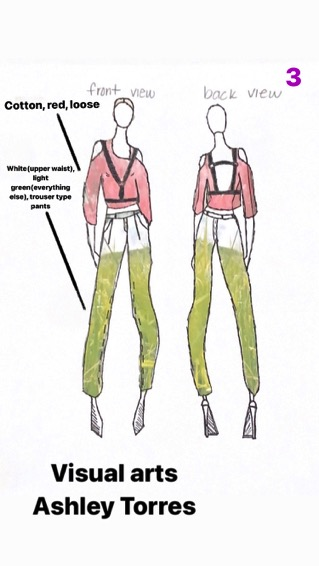 3
front view
back view
Cotton, red, loose
White(upper waist),
light
green(everything
else), trouser type
pants
Visual arts
Ashley Torres